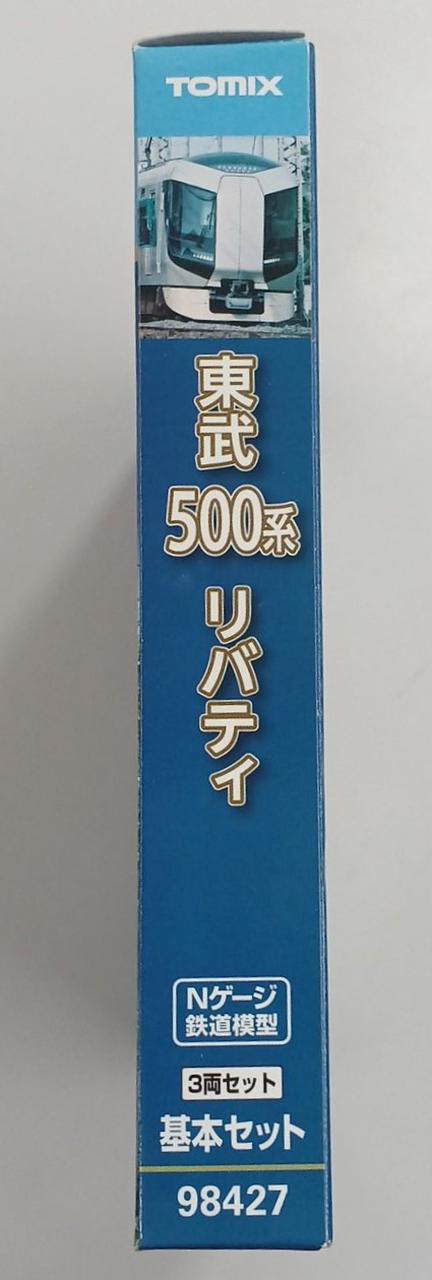 TOMIX
東武
500系
リバティ
Nゲージ
鉄道模型
3両セット
基本セット
98427